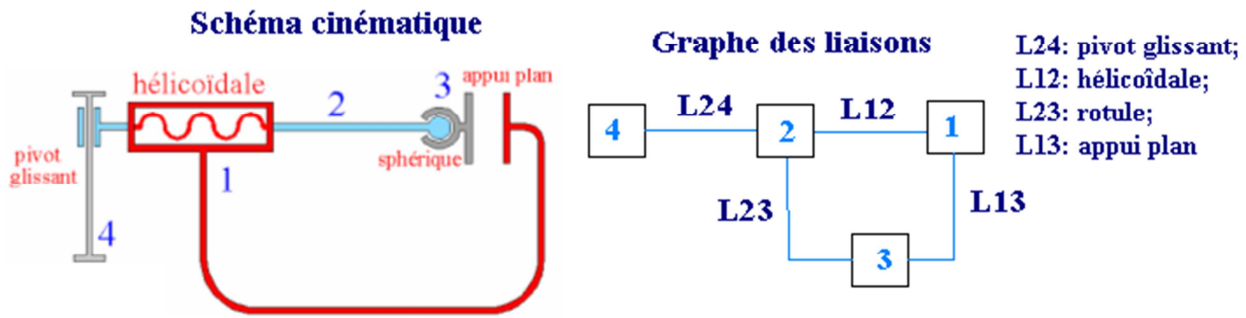 Schéma cinématique
hélicoïdale
3
appui plan
2
sphérique
pivot
glissant
1
4
Graphe des liaisons
L24
L12
4
2
1
L23
L13
3
L24: pivot glissant;
L12: hélicoîdale;
L23: rotule;
L13: appui plan